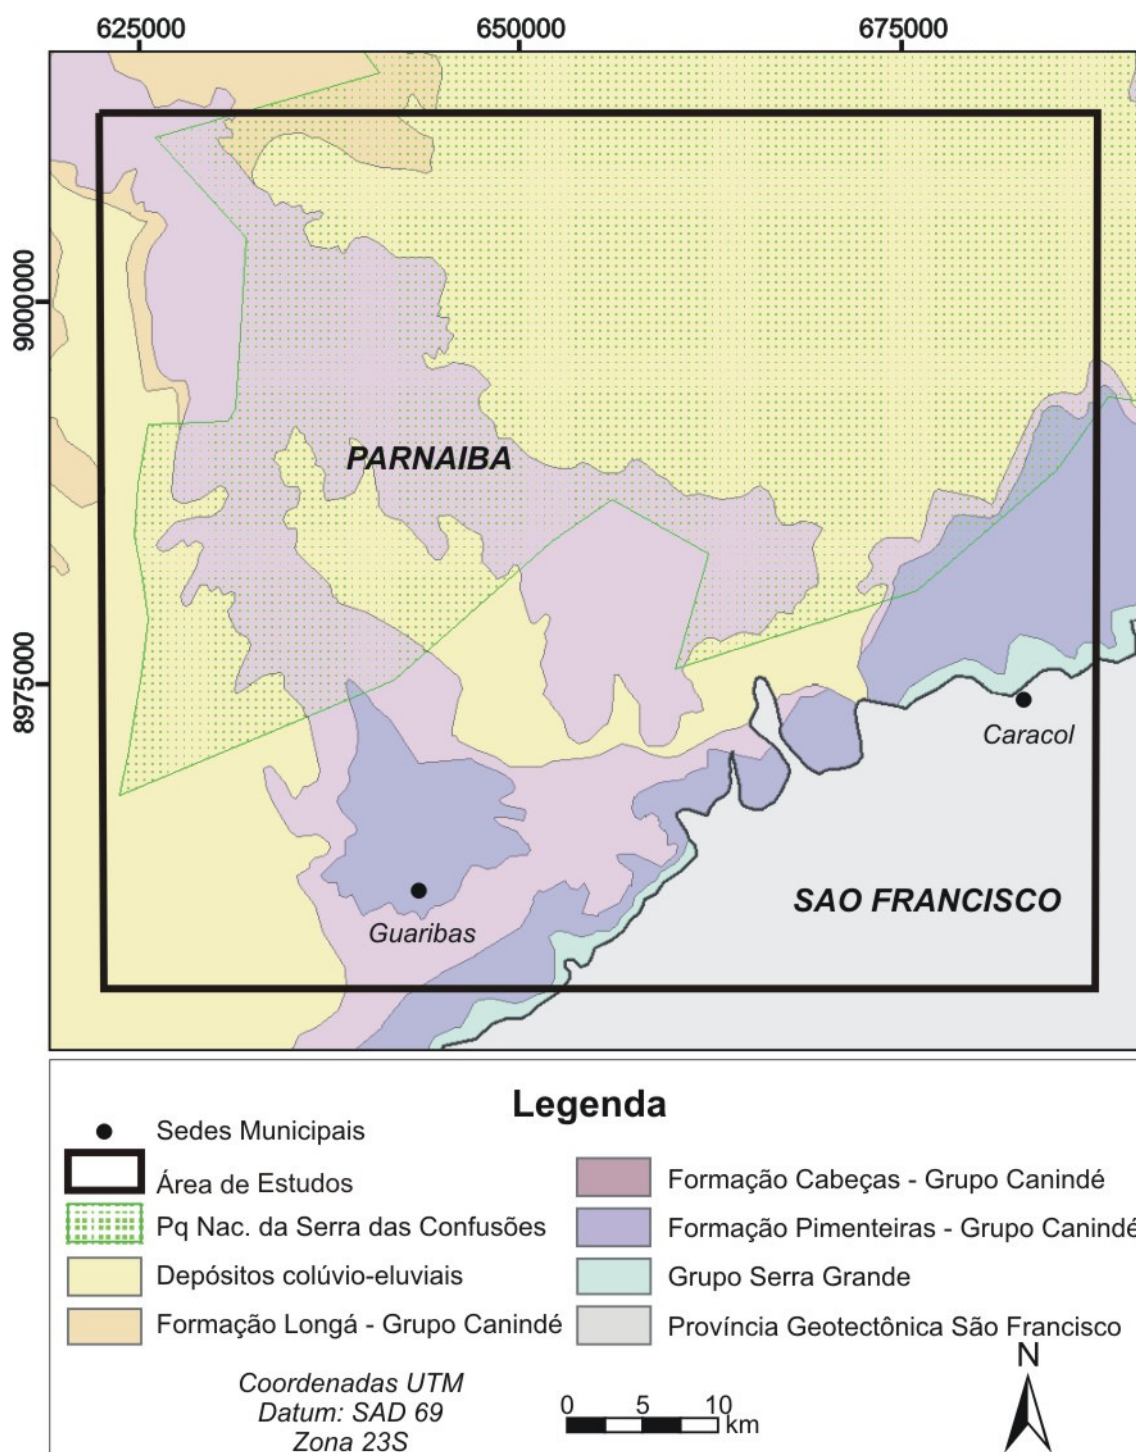 625000 650000 675000
9000000
PARNAIBA
8975000
Caracol
SAO FRANCISCO
Guaribas
Legenda
Sedes Municipais
Área de Estudos
Pq Nac. da Serra das Confusões
Depósitos colúvio-eluviais
Formação Longá - Grupo Canindé
Formação Cabeças - Grupo Canindé
Formação Pimenteiras - Grupo Canindé
Grupo Serra Grande
Província Geotectônica São Francisco
Coordenadas UTM
Datum: SAD 69
Zona 23S
0 5 10
km
N